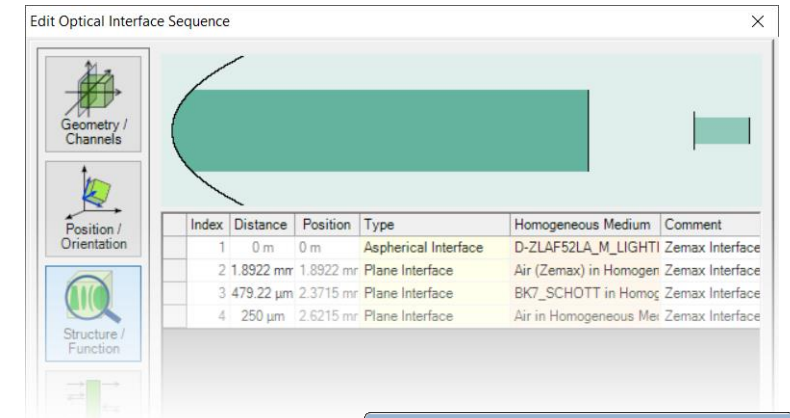 Edit Optical Interface Sequence
Geometry /
Channels
Position /
Orientation
Structure /
Function
Index Distance Position Type Homogeneous Medium Comment
1 0 m 0 m Aspherical Interface D-ZLAF52LA_M_LIGHTI Zemax Interface
2 1.8922 mm 1.8922 mr Plane Interface Air (Zemax) in Homogen Zemax Interface
3 479.22 µm 2.3715 mr Plane Interface BK7_SCHOTT in Homog Zemax Interface
4 250 µm 2.6215 mr Plane Interface Air in Homogeneous Mec Zemax Interface